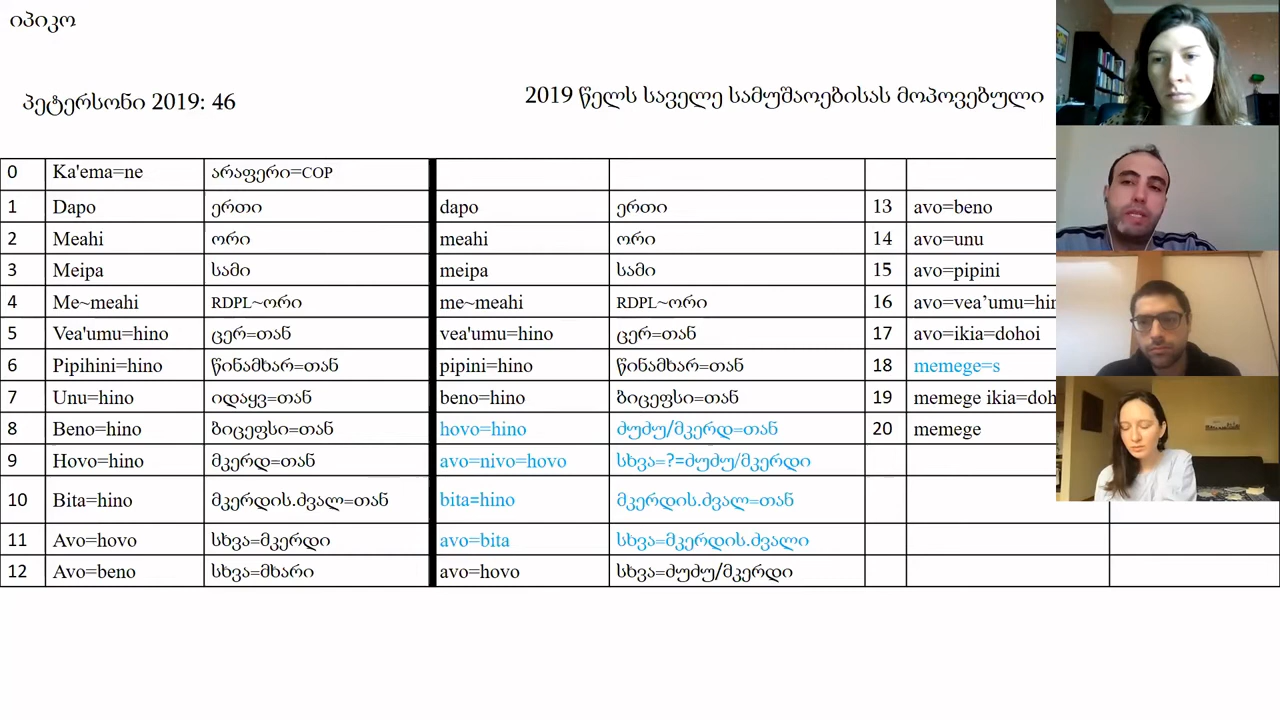 იპიკო
პეტერსონი 2019: 46
2019 წელს საველე სამუშაოებისას მოპოვებული
0 Ka'ema=ne არაფერი=COP
1 Dapo ერთი dapo ერთი 13 avo=beno
2 Meahi ორი meahi ორი 14 avo=unu
3 Meipa სამი meipa სამი 15 avo=pipini
4 Me~meahi RDPL~ორი me~meahi RDPL~ორი 16 avo=vea’umu=hin
5 Vea'umu=hino ცერ=თან vea'umu=hino ცერ=თან 17 avo=ikia=dohoi
6 Pipihini=hino წინამხარ=თან pipini=hino წინამხარ=თან 18 memege=s
7 Unu=hino იდაყვ=თან beno=hino ბიცეფსი=თან 19 memege ikia=doh
8 Beno=hino ბიცეფსი=თან hovo=hino ძუძუ/მკერდ=თან 20 memege
9 Hovo=hino მკერდ=თან avo=nivo=hovo სხვა=?=ძუძუ/მკერდი
10 Bita=hino მკერდის.ძვალ=თან bita=hino მკერდის.ძვალ=თან
11 Avo=hovo სხვა=მკერდი avo=bita სხვა=მკერდის.ძვალი
12 Avo=beno სხვა=მხარი avo=hovo სხვა=ძუძუ/მკერდი